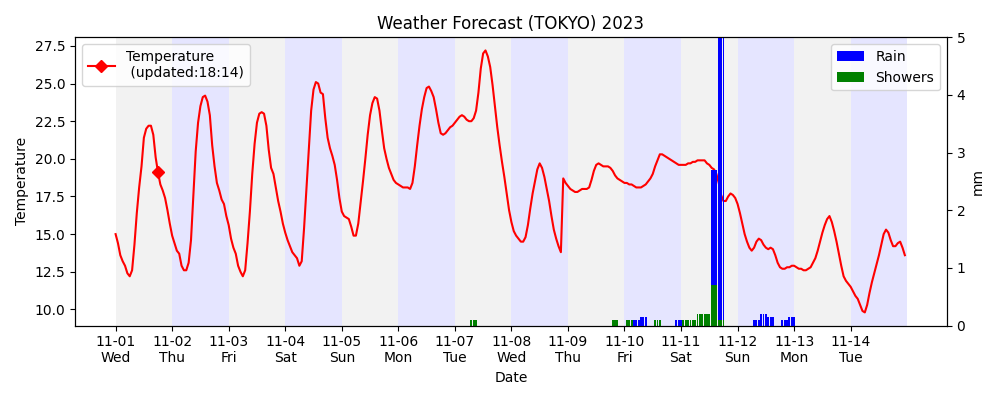 Weather Forecast (TOKYO) 2023
Temperature
(updated:18:14)
Rain
Showers
Temperature
27.5
25.0
22.5
20.0
17.5
15.0
12.5
10.0
5
4
3
2
1
0
mm
11-01 11-02 11-03 11-04 11-05 11-06 11-07 11-08 11-09 11-10 11-11 11-12 11-13 11-14
Wed Thu Fri Sat Sun Mon Tue Wed Thu Fri Sat Sun Mon Tue
Date